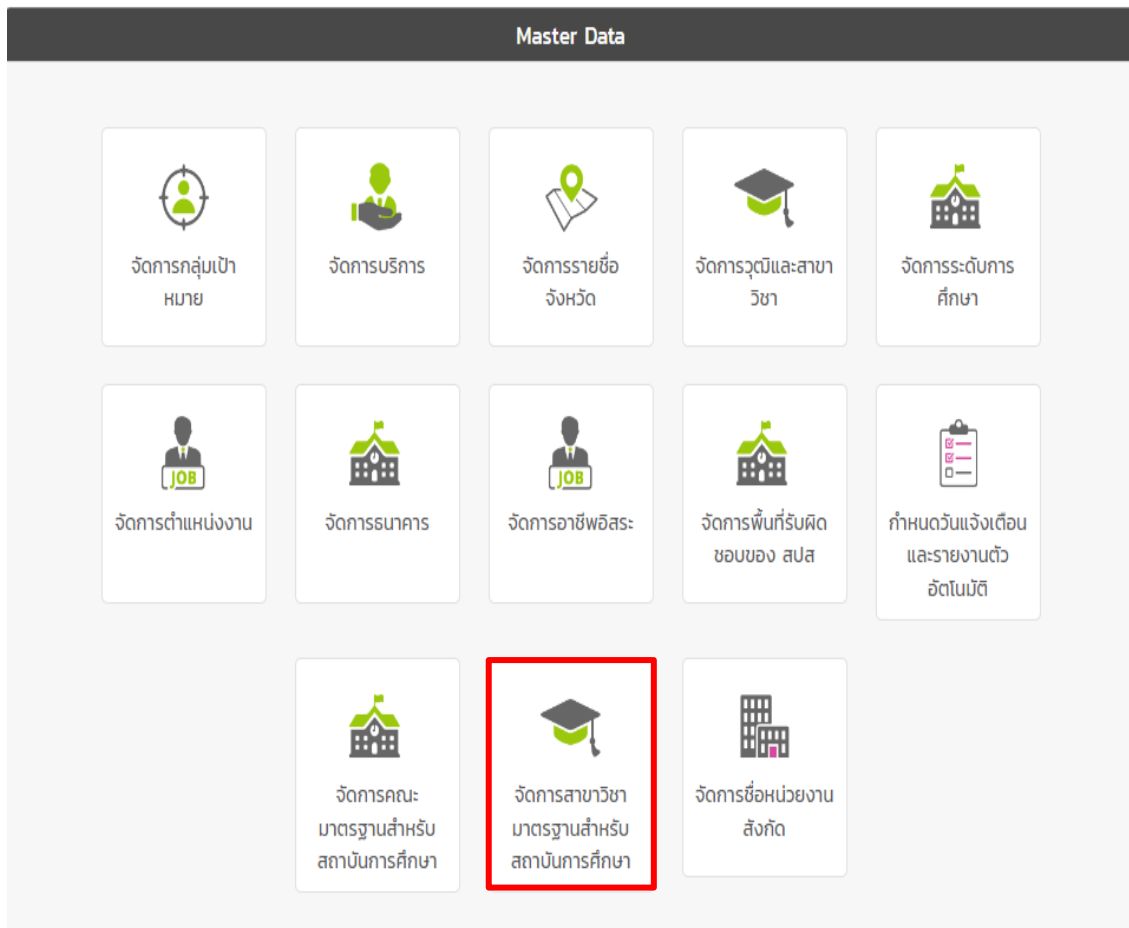 Master Data
จัดการกลุ่มเป้า
หมาย
จัดการบริการ
จัดการรายชื่อ
จังหวัด
จัดการวุฒิและสาขา
วิชา
จัดการระดับการ
ศึกษา
JOB
จัดการตำแหน่งงาน
จัดการธนาคาร
JOB
จัดการอาชีพอิสระ
จัดการพื้นที่รับผิด
ชอบของ สปส
กำหนดวันแจ้งเตือน
และรายงานตัว
อัตโนมัติ
จัดการคณะ
มาตรฐานสำหรับ
สถาบันการศึกษา
จัดการสาขาวิชา
มาตรฐานสำหรับ
สถาบันการศึกษา
จัดการชื่อหน่วยงาน
สังกัด